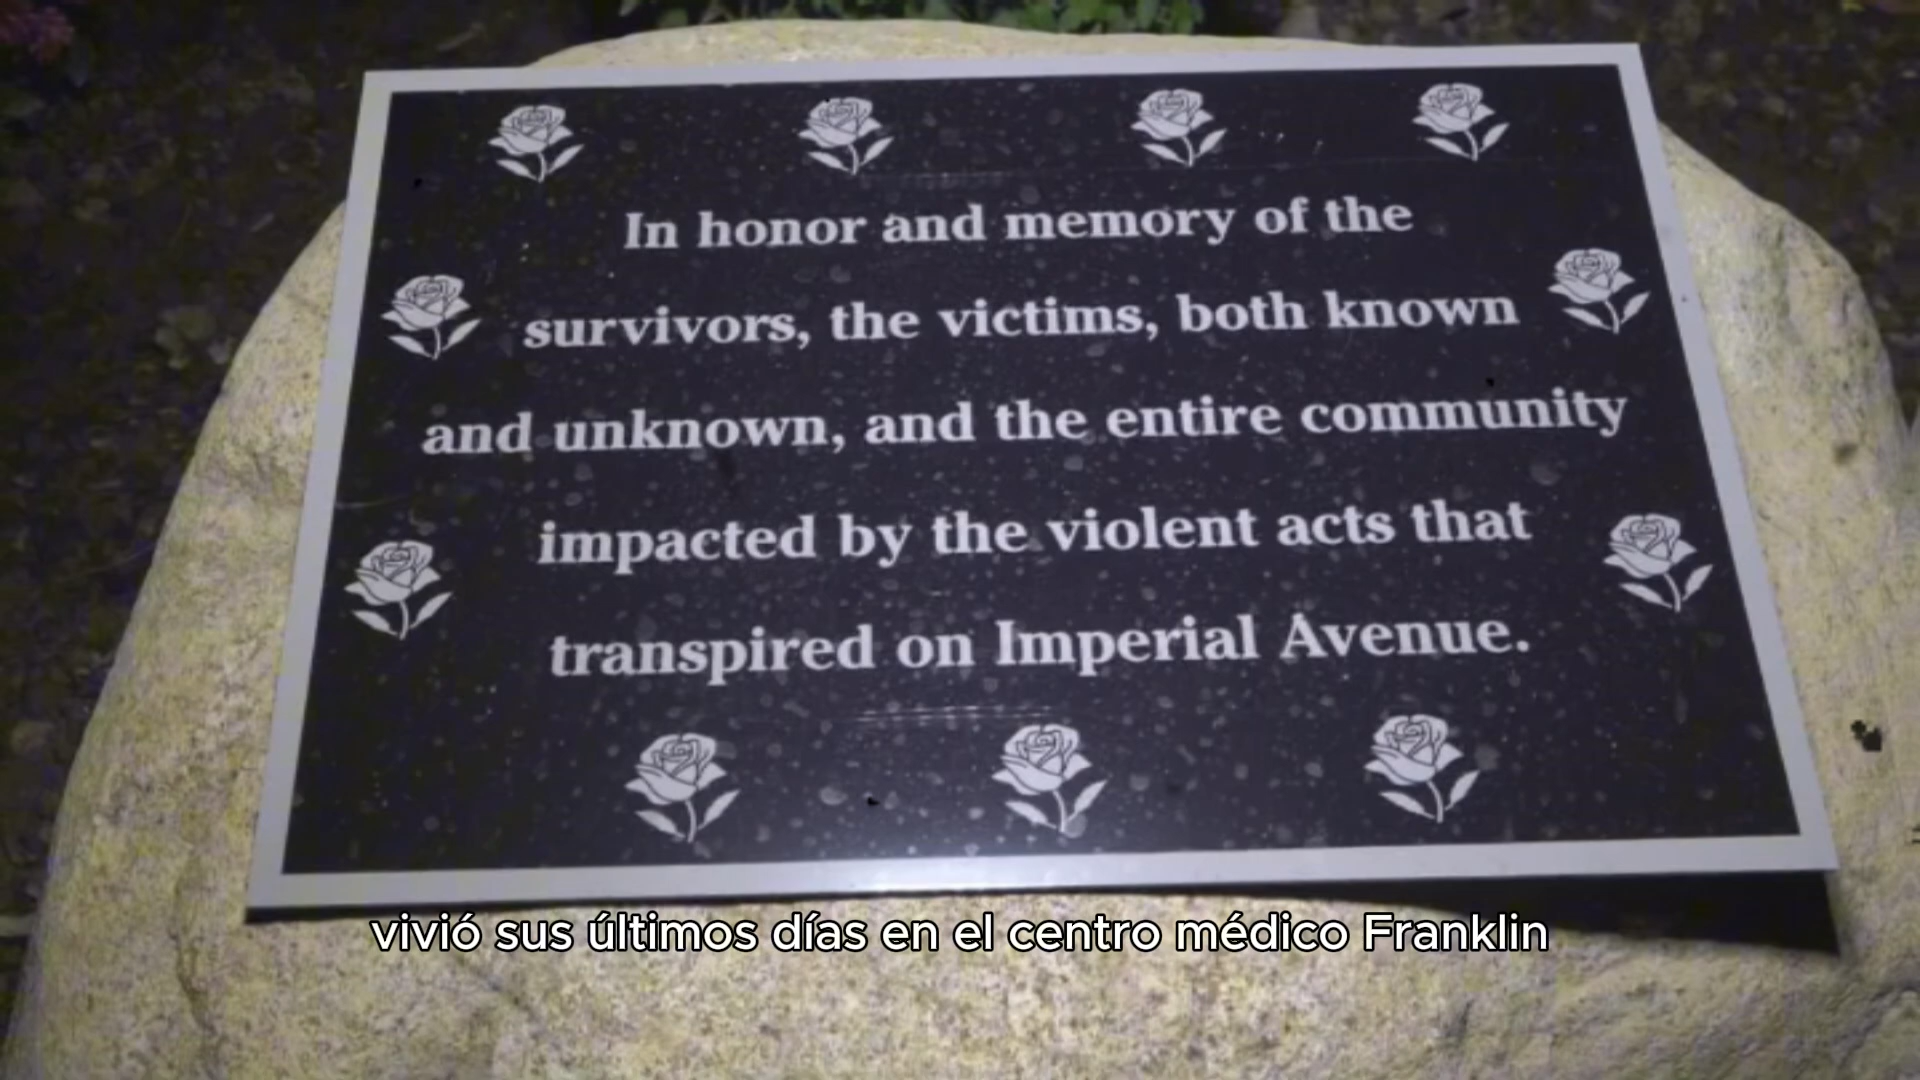 In honor and memory of the
survivors, the victims, both known
and unknown, and the entire community
impacted by the violent acts that
transpired on Imperial Avenue.
vivió sus últimos días en el centro médico Franklin